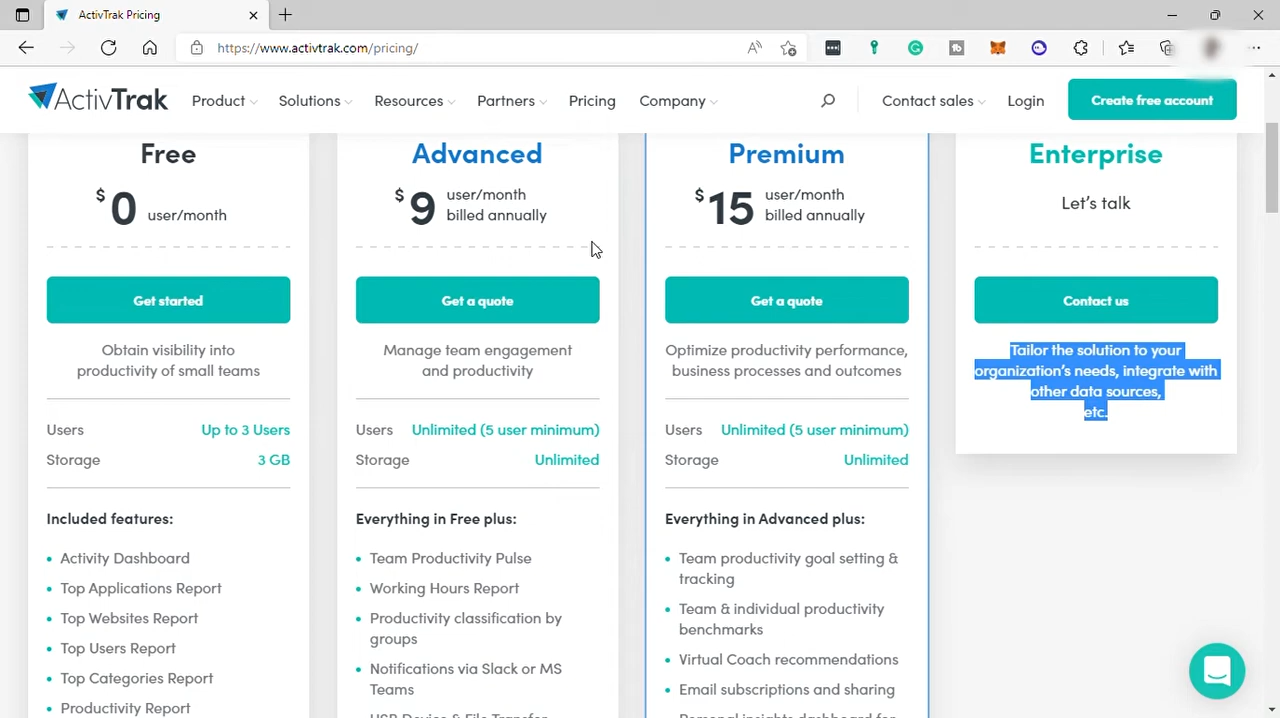 ActivTrak Pricing
https://www.activtrak.com/pricing/
ActivTrak
Product
Solutions
Resources
Partners
Pricing
Company
Contact sales
Login
Create free account
Free
$0 user/month
Get started
Obtain visibility into
productivity of small teams
Users Up to 3 Users
Storage 3 GB
Included features:
• Activity Dashboard
• Top Applications Report
• Top Websites Report
• Top Users Report
• Top Categories Report
Productivity Report
Advanced
$9 user/month
billed annually
Get a quote
Manage team engagement
and productivity
Users Unlimited (5 user minimum)
Storage Unlimited
Everything in Free plus:
• Team Productivity Pulse
• Working Hours Report
• Productivity classification by
groups
• Notifications via Slack or MS
Teams
USB Device & File Transfer
Premium
$15 user/month
billed annually
Get a quote
Optimize productivity performance,
business processes and outcomes
Users Unlimited (5 user minimum)
Storage Unlimited
Everything in Advanced plus:
• Team productivity goal setting &
tracking
• Team & individual productivity
benchmarks
• Virtual Coach recommendations
• Email subscriptions and sharing
Personal insights dashboard for
Enterprise
Let's talk
Contact us
Tailor the solution to your
organization's needs, integrate with
other data sources,
etc.